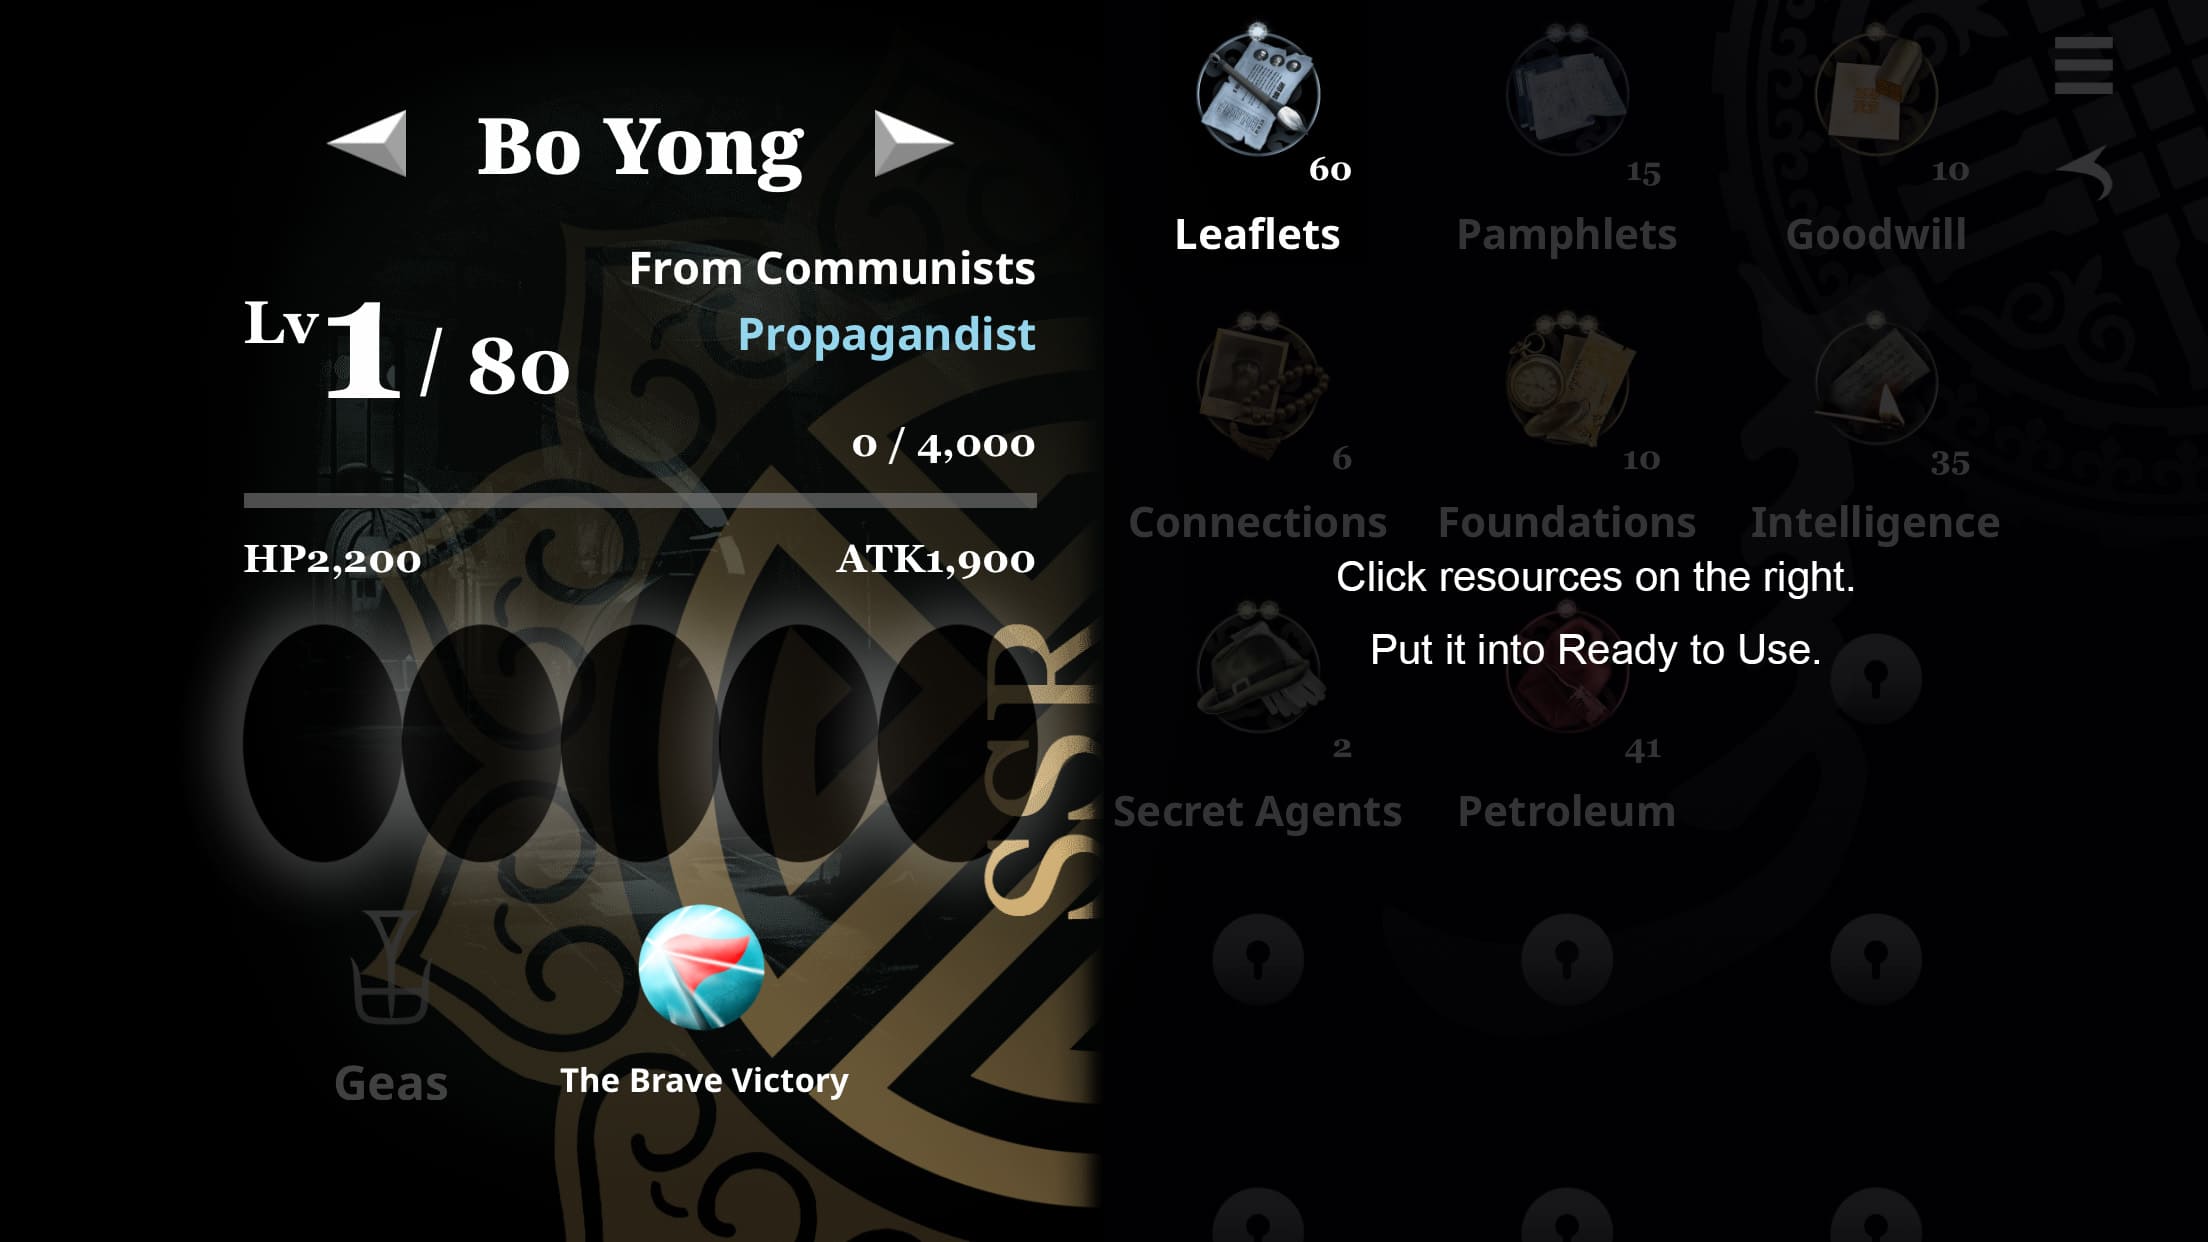 Bo Yong
From Communists
Propagandist
Lv 1 / 80
0 / 4,000
HP2,200
ATK1,900
SSR
Geas
The Brave Victory
60
15
10
Leaflets
Pamphlets
Goodwill
6
10
35
Connections
Foundations
Intelligence
Click resources on the right.
Put it into Ready to Use.
2
41
Secret Agents
Petroleum